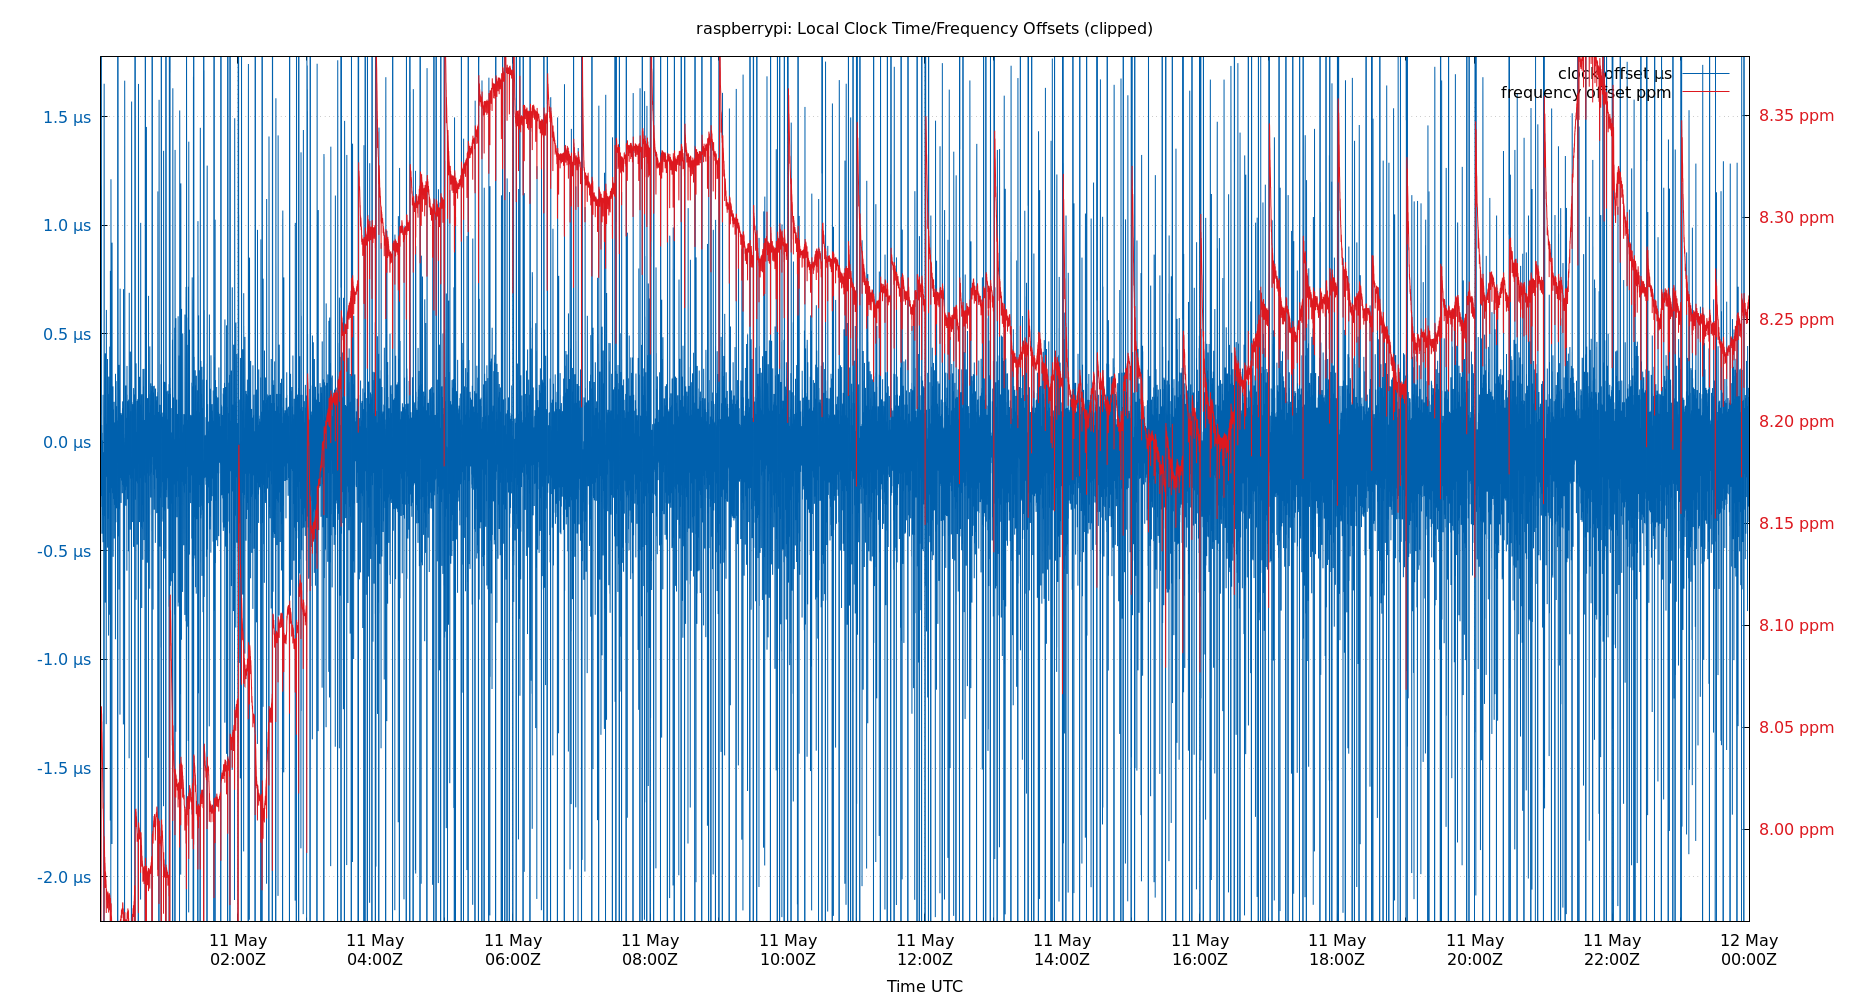 raspberrypi: Local Clock Time/Frequency Offsets (clipped)
clock offset µs
frequency offset ppm
1.5 µs
1.0 µs
0.5 µs
0.0 µs
-0.5 µs
-1.0 µs
-1.5 µs
-2.0 µs
8.35 ppm
8.30 ppm
8.25 ppm
8.20 ppm
8.15 ppm
8.10 ppm
8.05 ppm
8.00 ppm
11 May 11 May 11 May 11 May 11 May 11 May 11 May 11 May 11 May 11 May 11 May 12 May
02:00Z 04:00Z 06:00Z 08:00Z 10:00Z 12:00Z 14:00Z 16:00Z 18:00Z 20:00Z 22:00Z 00:00Z
Time UTC